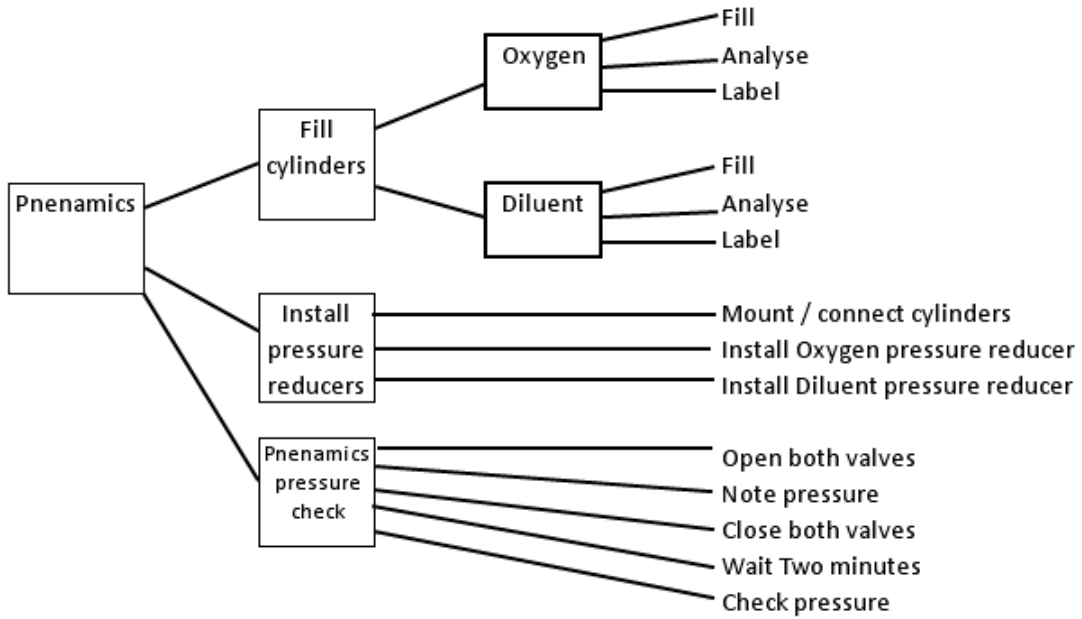 Pnenamics
Fill
cylinders
Oxygen
Fill
Analyse
Label
Diluent
Fill
Analyse
Label
Install
pressure
reducers
Mount / connect cylinders
Install Oxygen pressure reducer
Install Diluent pressure reducer
Pnenamics
pressure
check
Open both valves
Note pressure
Close both valves
Wait Two minutes
Check pressure